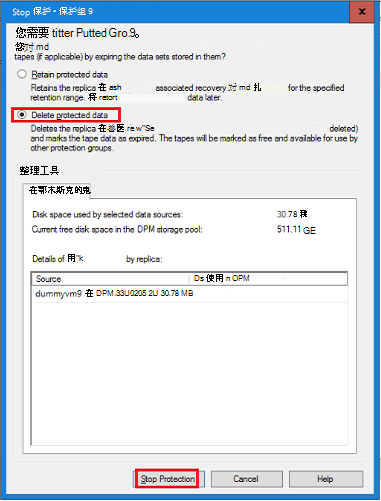 Stop 保护·保护组 9
您需要 titter Putted Gro.9。
您对 md
tapes (if applicable) by expiring the data sets stored in them?
Retain protected data
Retains the replica 在 ash associated recovery 对 md 扎 for the specified
retention range. 将 retort data later.
Delete protected data
Deletes the replica 在兽医 re w"Se deleted)
and marks the tape data as expired. The tapes will be marked as free and available for use by
other protection groups.
整理工具
在鄂木斯克的鬼
Disk space used by selected data sources: 30.78 稞
Current free disk space in the DPM storage pool: 511.11 GE
Details of 用"k by replica:
Source Ds 使用 n OPM
dummyvm9 在 DPM.33U0205 2U 30.78 MB
Stop Protection Cancel Help